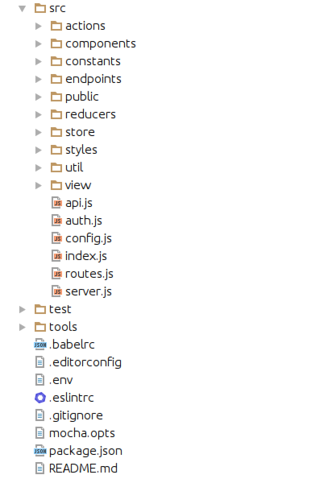 src
actions
components
constants
endpoints
public
reducers
store
styles
util
view
api.js
auth.js
config.js
index.js
routes.js
server.js
test
tools
.babelrc
.editorconfig
.env
.eslintrc
.gitignore
mocha.opts
package.json
README.md